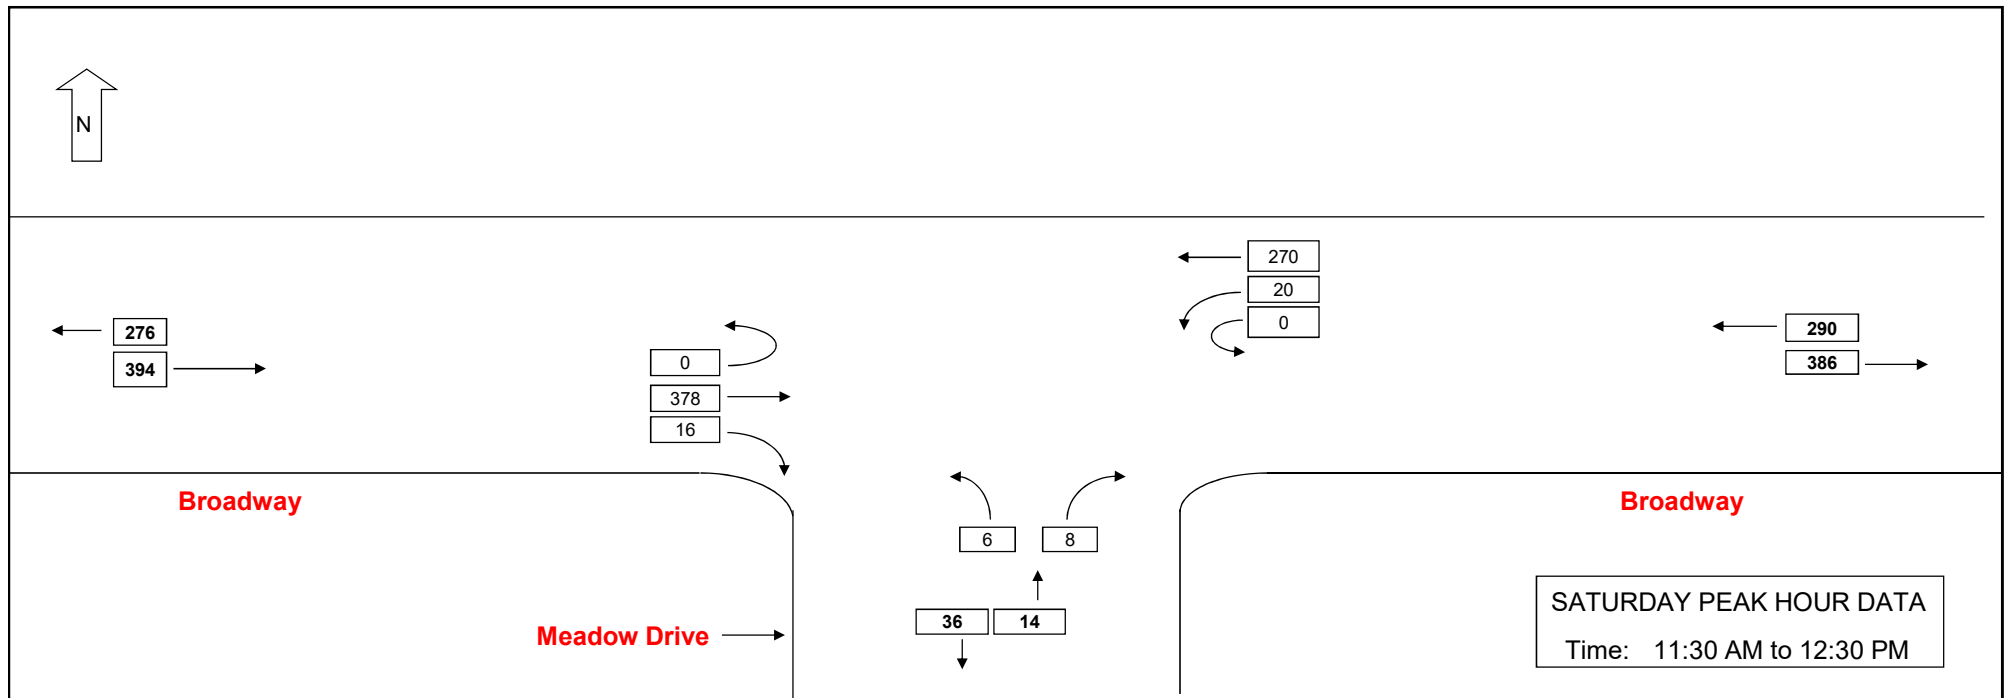 N
270
20
0
276
394
0
378
16
290
386
Broadway
Broadway
6
8
36
14
Meadow Drive
SATURDAY PEAK HOUR DATA
Time: 11:30 AM to 12:30 PM